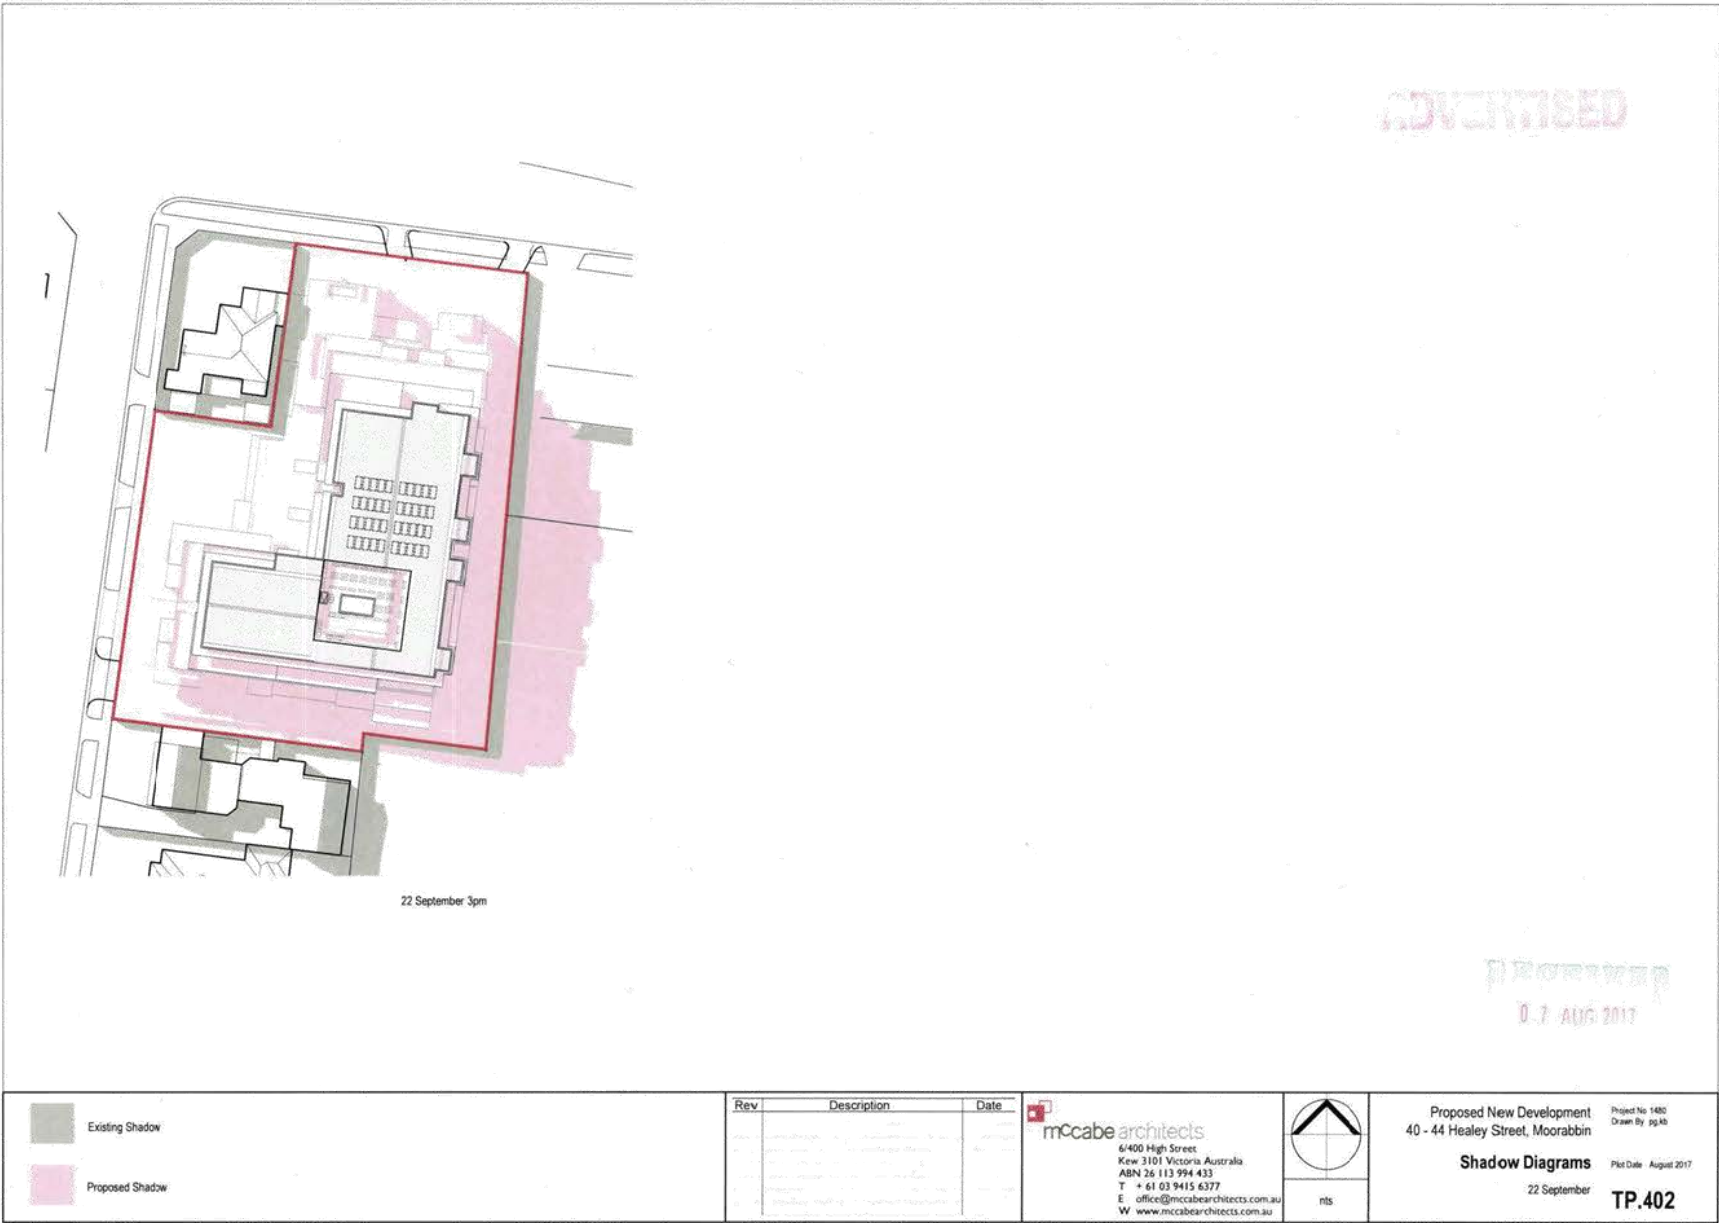 ADVERTISED
22 September 3pm
RECEIVED
0 7 AUG 2017
Existing Shadow
Proposed Shadow
Rev Description Date
mccabe architects
6/400 High Street
Kew 3101 Victoria Australia
ABN 26 113 994 433
T + 61 03 9415 6377
E office@mccabearchitects.com.au
W www.mccabearchitects.com.au
nts
Proposed New Development
40 - 44 Healey Street, Moorabbin
Shadow Diagrams
22 September
Project No 1480
Drawn By pg,kb
Plot Date August 2017
TP.402